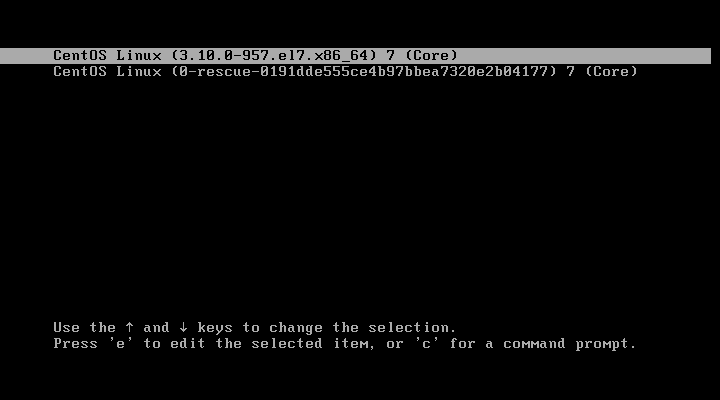 CentOS Linux (3.10.0-957.el7.x86_64) 7 (Core)
CentOS Linux (0-rescue-0191dde555ce4b97bbea7320e2b04177) 7 (Core)
Use the ↑ and ↓ keys to change the selection.
Press 'e' to edit the selected item, or 'c' for a command prompt.